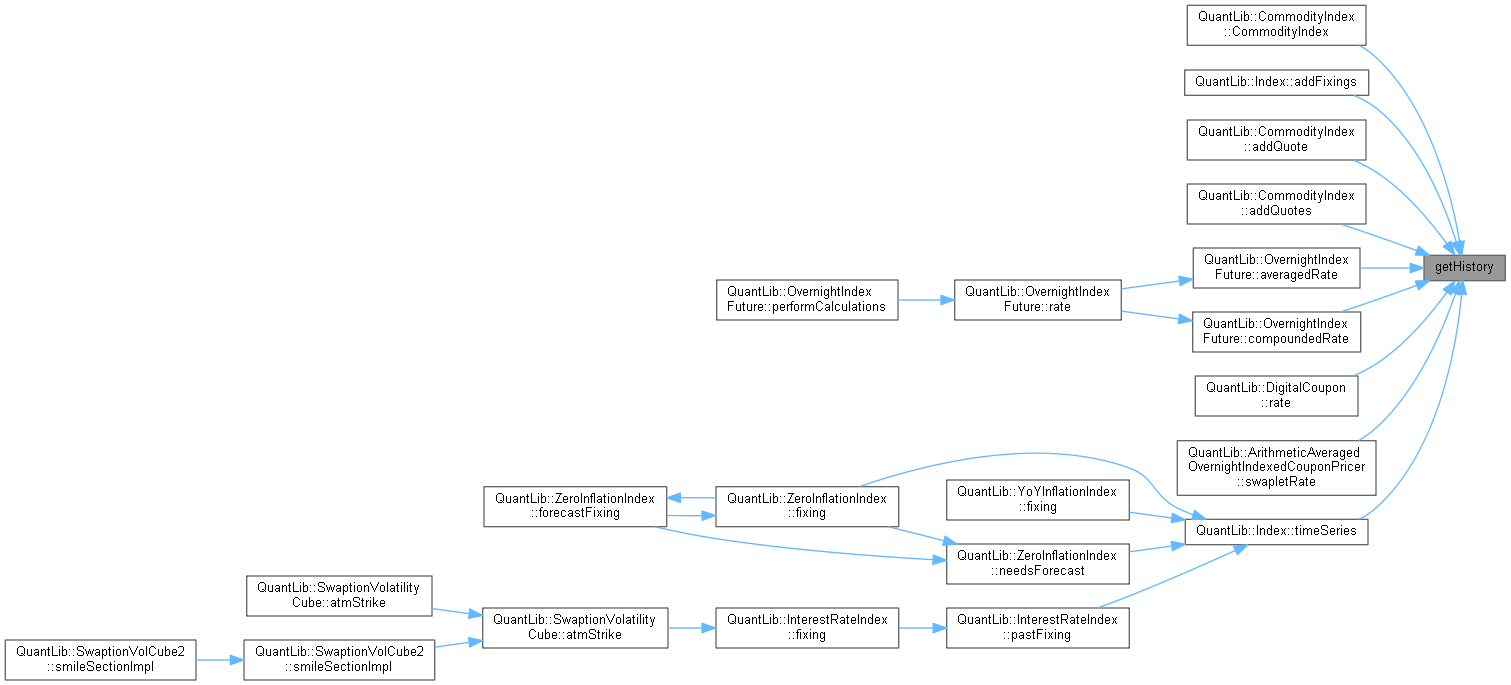 QuantLib::CommodityIndex
::CommodityIndex
QuantLib::Index::addFixings
QuantLib::CommodityIndex
::addQuote
QuantLib::CommodityIndex
::addQuotes
getHistory
QuantLib::OvernightIndex
Future::averagedRate
QuantLib::OvernightIndex
Future::performCalculations
QuantLib::OvernightIndex
Future::rate
QuantLib::OvernightIndex
Future::compoundedRate
QuantLib::DigitalCoupon
::rate
QuantLib::ArithmeticAveraged
OvernightIndexedCouponPricer
::swapletRate
QuantLib::ZeroInflationIndex
::forecastFixing
QuantLib::ZeroInflationIndex
::fixing
QuantLib::YoYInflationIndex
::fixing
QuantLib::Index::timeSeries
QuantLib::ZeroInflationIndex
::needsForecast
QuantLib::SwaptionVolatility
Cube::atmStrike
QuantLib::SwaptionVolatility
Cube::atmStrike
QuantLib::InterestRateIndex
::fixing
QuantLib::InterestRateIndex
::pastFixing
QuantLib::SwaptionVolCube2
::smileSectionImpl
QuantLib::SwaptionVolCube2
::smileSectionImpl